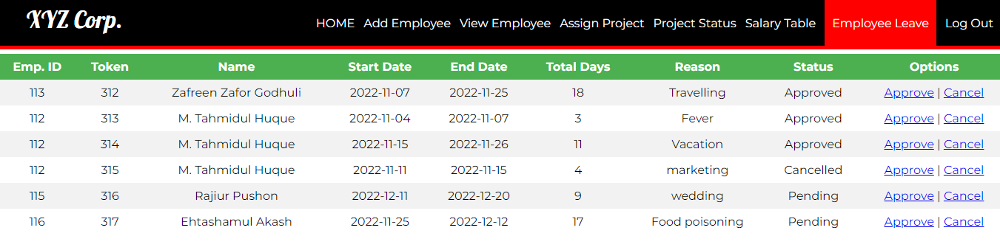 XYZ Corp.
HOME Add Employee View Employee Assign Project Project Status Salary Table Employee Leave Log Out
Emp. ID Token Name Start Date End Date Total Days Reason Status Options
113 312 Zafreen Zafor Godhuli 2022-11-07 2022-11-25 18 Travelling Approved Approve | Cancel
112 313 M. Tahmidul Huque 2022-11-04 2022-11-07 3 Fever Approved Approve | Cancel
112 314 M. Tahmidul Huque 2022-11-15 2022-11-26 11 Vacation Approved Approve | Cancel
112 315 M. Tahmidul Huque 2022-11-11 2022-11-15 4 marketing Cancelled Approve | Cancel
115 316 Rajiur Pushon 2022-12-11 2022-12-20 9 wedding Pending Approve | Cancel
116 317 Ehtashamul Akash 2022-11-25 2022-12-12 17 Food poisoning Pending Approve | Cancel